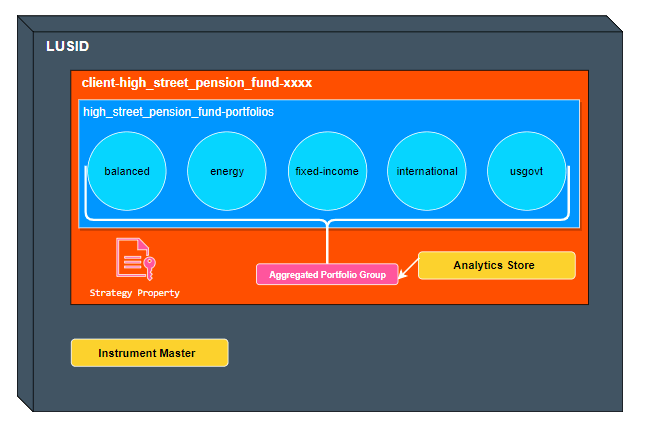 LUSID
client-high_street_pension_fund-xxxx
high_street_pension_fund-portfolios
balanced
energy
fixed-income
international
usgovt
Aggregated Portfolio Group
Analytics Store
Strategy Property
Instrument Master